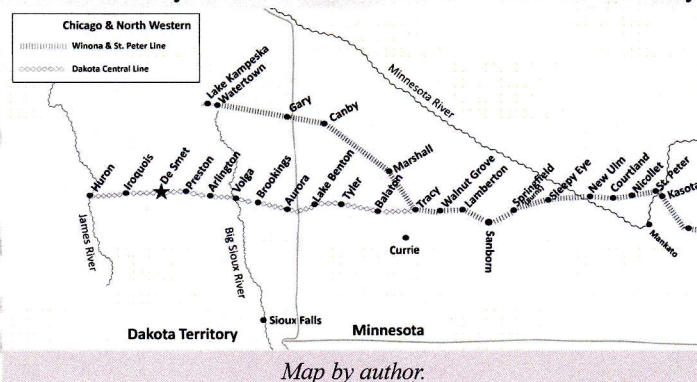 Chicago & North Western
Winona & St. Peter Line
Dakota Central Line
Minnesota River
Lake Kampeska
Watertown
Gary
Canby
Marshall
Huron
Iroquois
De Smet
Preston
Arlington
Volga
Brookings
Aurora
Lake Benton
Tyler
Balaton
Tracy
Walnut Grove
Lamberton
Sanborn
Springfield
Sleepy Eye
New Ulm
Courtland
Nicollet
St. Peter
Kasota
Mankato
Currie
James River
Big Sioux River
Sioux Falls
Dakota Territory
Minnesota
Map by author.